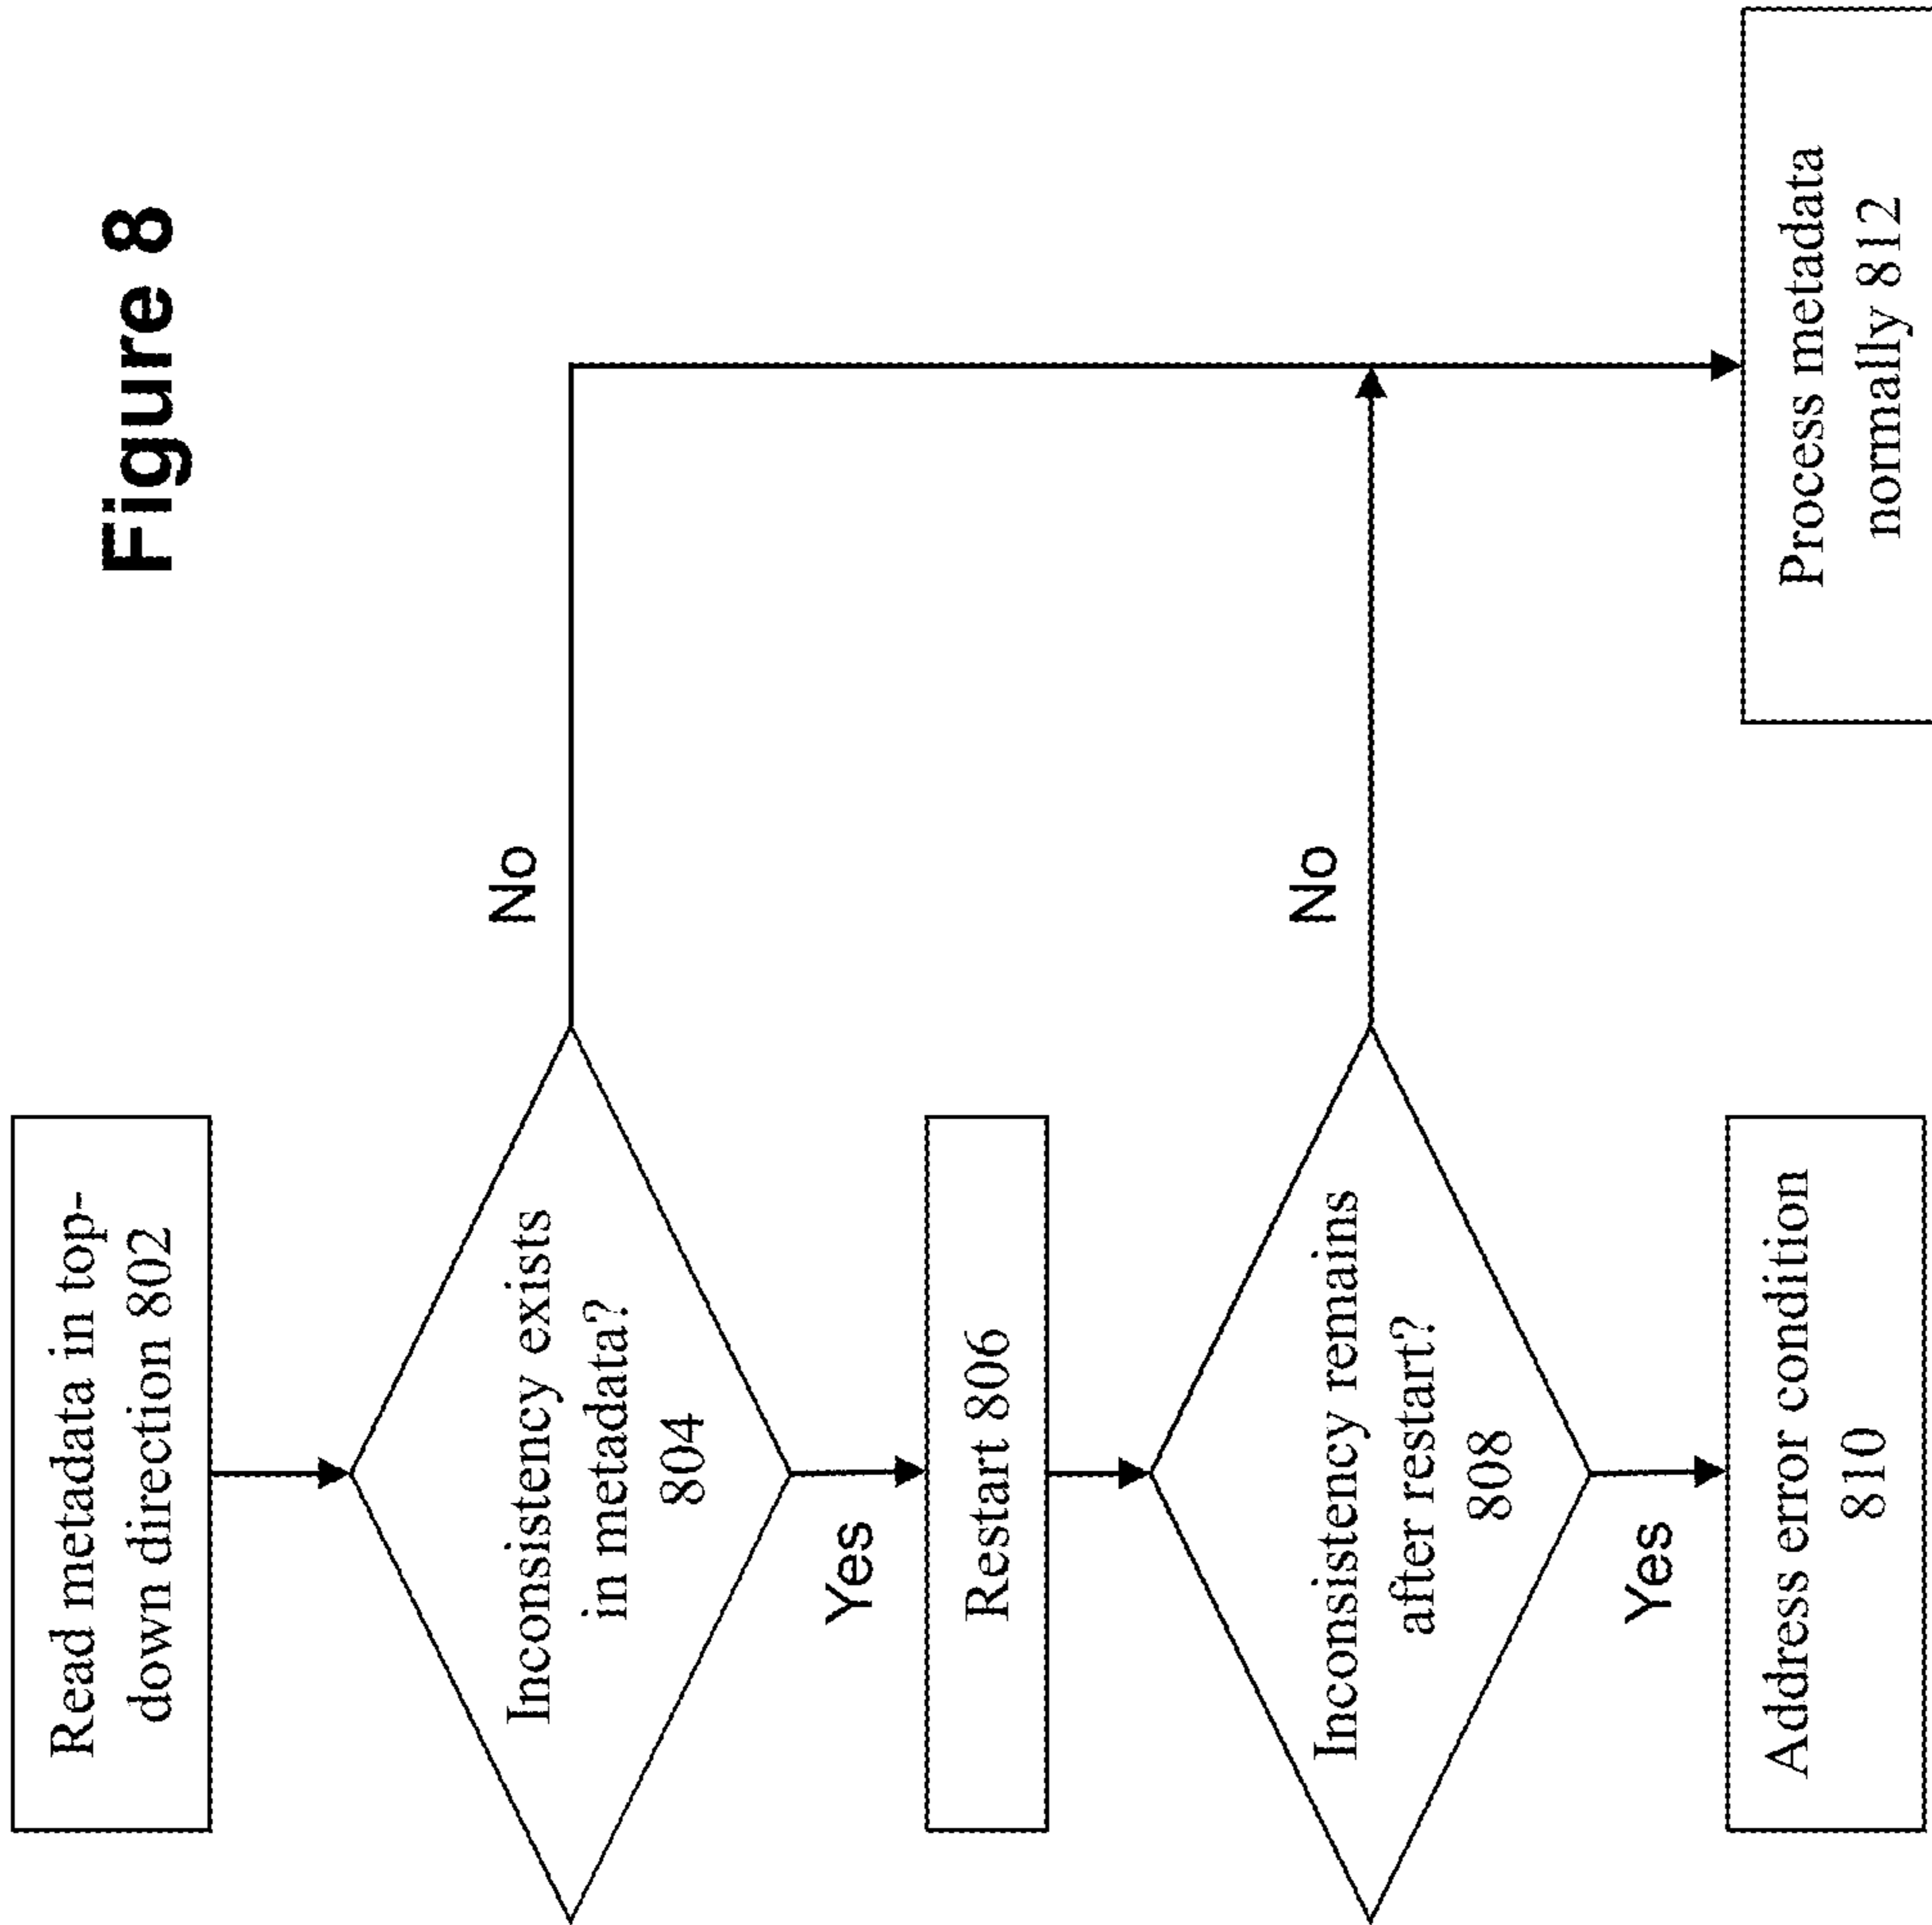 Figure 8
Read metadata in top-
down direction 802
Inconsistency exists
in metadata?
804
No
Yes
Restart 806
Inconsistency remains
after restart?
808
No
Yes
Address error condition
810
Process metadata
normally 812